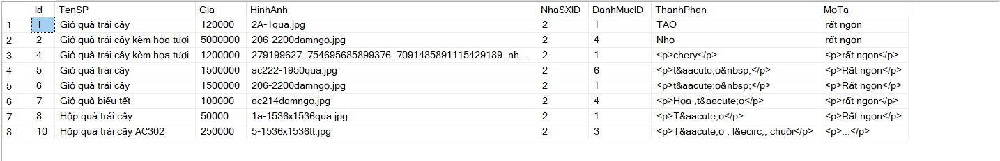 Id TenSP Gia HinhAnh NhaSXID DanhMucID ThanhPhan MoTa
1 1 Giỏ quà trái cây 120000 2A-1qua.jpg 2 1 TAO rất ngon
2 2 Giỏ quà trái cây kèm hoa tươi 5000000 206-2200damngo.jpg 2 4 Nho rất ngon
3 4 Giỏ quà trái cây kèm hoa tươi 1200000 279199627_754695685899376_7091485891115429189_nh... 2 1 <p>chery</p> <p>rất ngon</p>
4 5 Giỏ quà trái cây 1500000 ac222-1950qua.jpg 2 6 <p>t&aacute;o&nbsp;</p> <p>Rất ngon</p>
5 6 Giỏ quà trái cây 1500000 206-2200damngo.jpg 2 1 <p>t&aacute;o&nbsp;</p> <p>Rất ngon</p>
6 7 Giỏ quà biếu tết 100000 ac214damngo.jpg 2 4 <p>Hoa ,t&aacute;o</p> <p>rất ngon</p>
7 8 Hộp quà trái cây 50000 1a-1536x1536qua.jpg 2 1 <p>T&aacute;o</p> <p>Rất ngon</p>
8 10 Hộp quà trái cây AC302 250000 5-1536x1536tt.jpg 2 3 <p>T&aacute;o , l&ecirc;, chuối</p> <p>...</p>